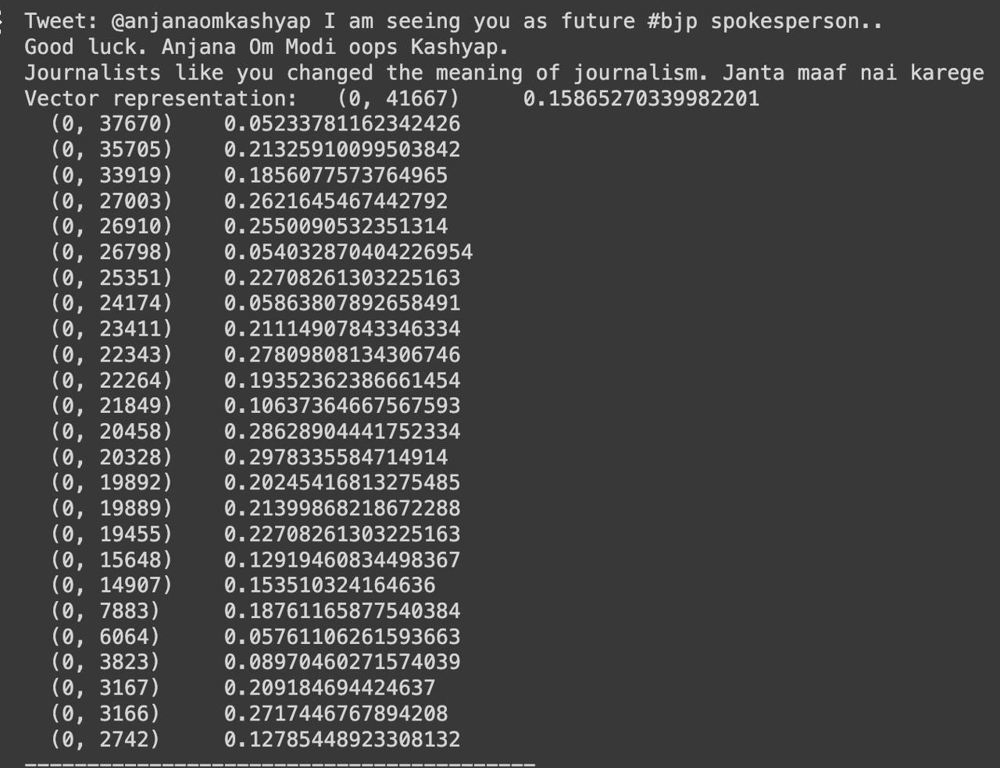 Tweet: @anjanaomkashyap I am seeing you as future #bjp spokesperson..
Good luck. Anjana Om Modi oops Kashyap.
Journalists like you changed the meaning of journalism. Janta maaf nai karege
Vector representation:   (0, 41667)     0.15865270339982201
  (0, 37670)    0.05233781162342426
  (0, 35705)    0.21325910099503842
  (0, 33919)    0.1856077573764965
  (0, 27003)    0.2621645467442792
  (0, 26910)    0.2550090532351314
  (0, 26798)    0.054032870404226954
  (0, 25351)    0.22708261303225163
  (0, 24174)    0.05863807892658491
  (0, 23411)    0.21114907843346334
  (0, 22343)    0.27809808134306746
  (0, 22264)    0.19352362386661454
  (0, 21849)    0.10637364667567593
  (0, 20458)    0.28628904441752334
  (0, 20328)    0.2978335584714914
  (0, 19892)    0.20245416813275485
  (0, 19889)    0.21399868218672288
  (0, 19455)    0.22708261303225163
  (0, 15648)    0.12919460834498367
  (0, 14907)    0.153510324164636
  (0, 7883)     0.18761165877540384
  (0, 6064)     0.05761106261593663
  (0, 3823)     0.08970460271574039
  (0, 3167)     0.209184694424637
  (0, 3166)     0.2717446767894208
  (0, 2742)     0.12785448923308132